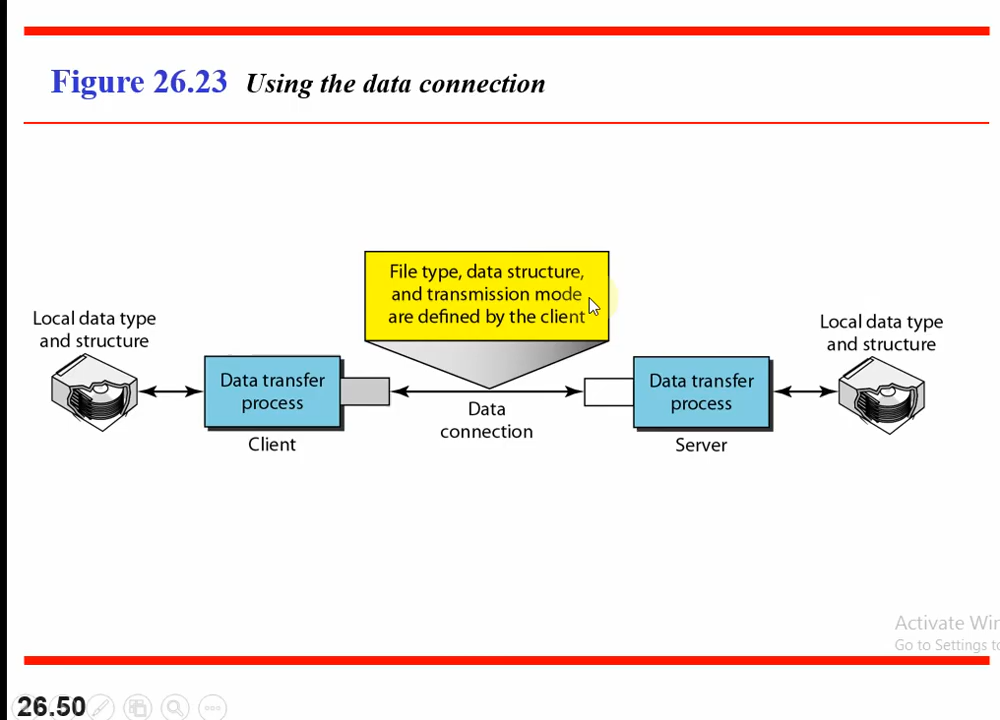 Figure 26.23 Using the data connection
File type, data structure,
and transmission mode
are defined by the client
Local data type
and structure
Local data type
and structure
Data transfer
process
Data transfer
process
Data
connection
Client
Server
Activate Win
Go to Settings to
26.50